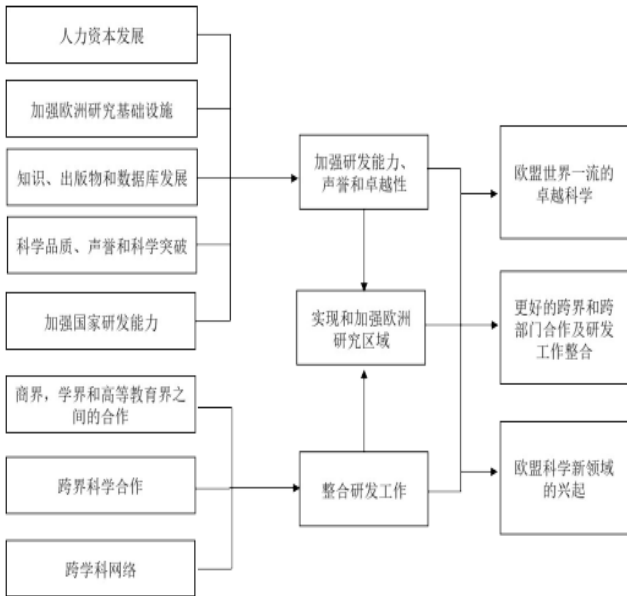 人力资本发展
加强欧洲研究基础设施
知识、出版物和数据库发展
科学品质、声誉和科学突破
加强国家研发能力
商界，学界和高等教育界之
间的合作
跨界科学合作
跨学科网络
加强研发能力、
声誉和卓越性
实现和加强欧洲
研究区域
整合研发工作
欧盟世界一流的
卓越科学
更好的跨界和跨
部门合作及研发
工作整合
欧盟科学新领域
的兴起